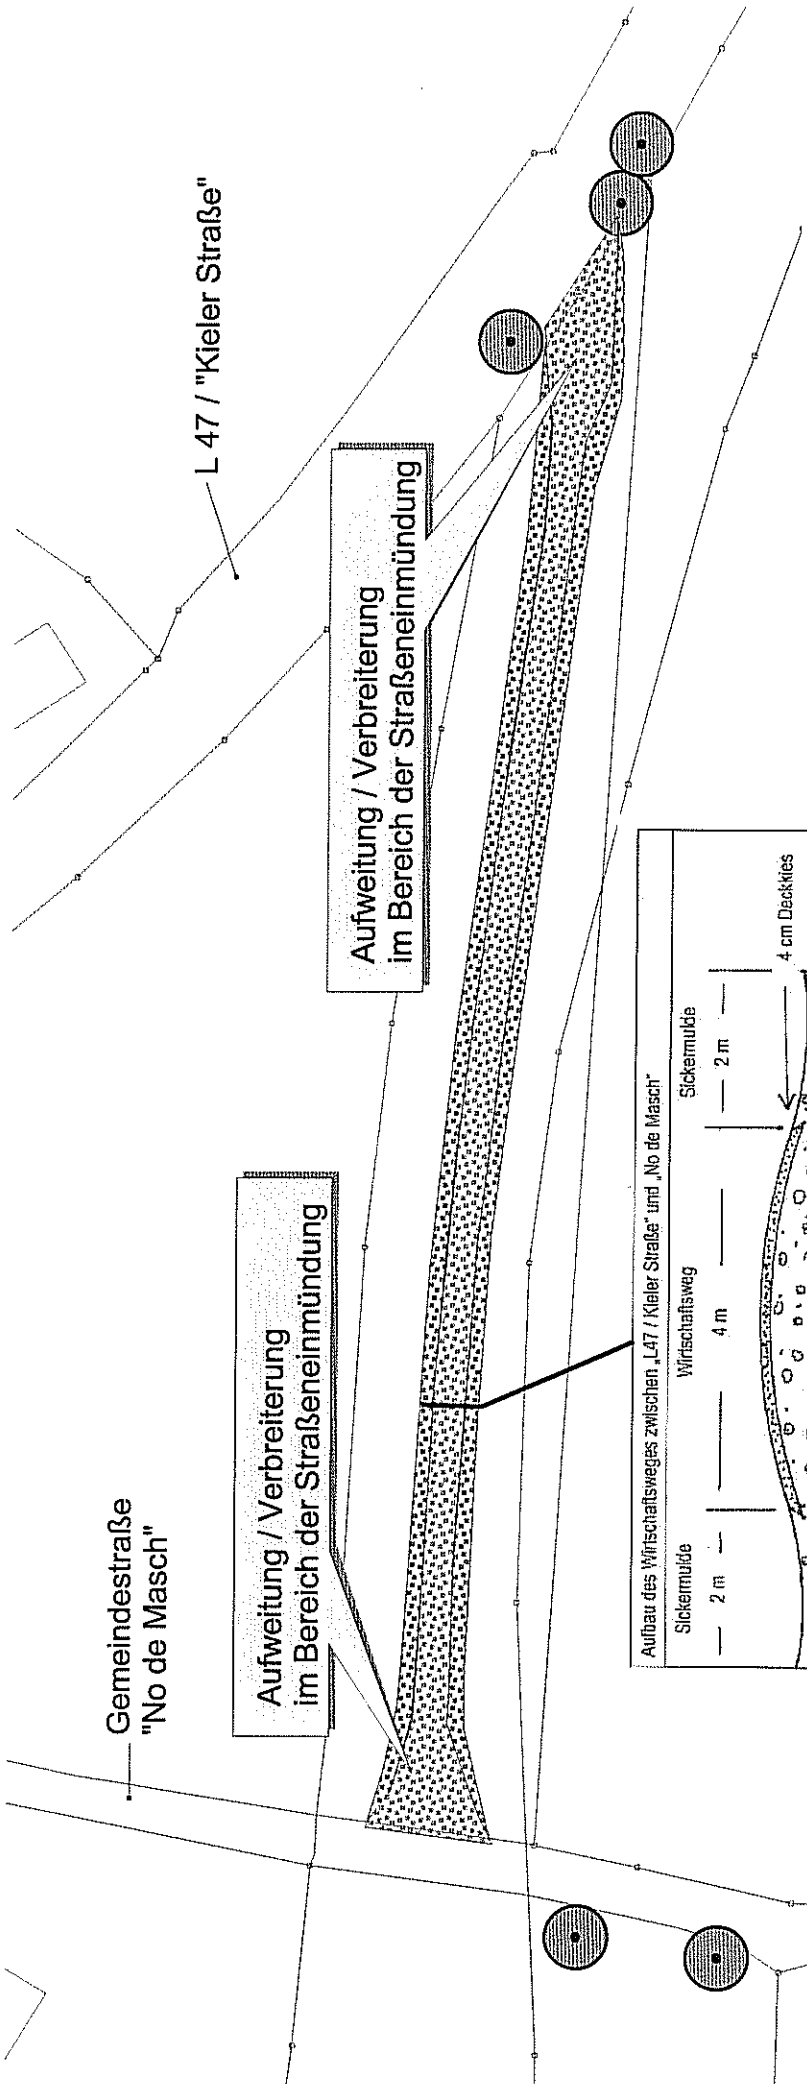 Gemeindestraße
"No de Masch"
L 47 / "Kieler Straße"
Aufweitung / Verbreiterung
im Bereich der Straßeneinmündung
Aufweitung / Verbreiterung
im Bereich der Straßeneinmündung
Aufbau des Wirtschaftsweges zwischen „L47 / Kieler Straße" und „No de Masch"
Sickermulde Wirtschaftsweg Sickermulde
2 m 4 m 2 m
4 cm Deckkies